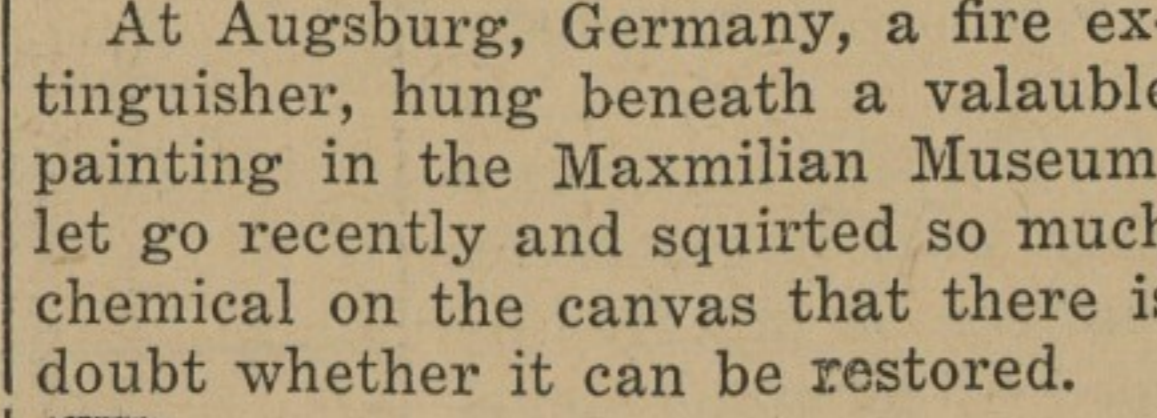 At Augsburg, Germany, a fire ex-
tinguisher, hung beneath a valauble
painting in the Maxmilian Museum
let go recently and squirted so much
chemical on the canvas that there is
doubt whether it can be restored.